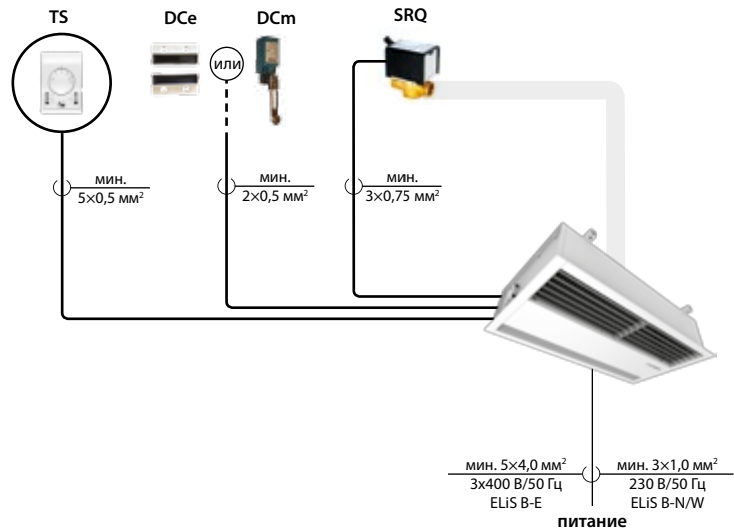 TS
DCe
DCm
SRQ
или
мин.
5×0,5 мм²
мин.
2×0,5 мм²
мин.
3×0,75 мм²
мин. 5×4,0 мм²
3x400 В/50 Гц
ELiS B-E
мин. 3×1,0 мм²
230 В/50 Гц
ELiS B-N/W
питание